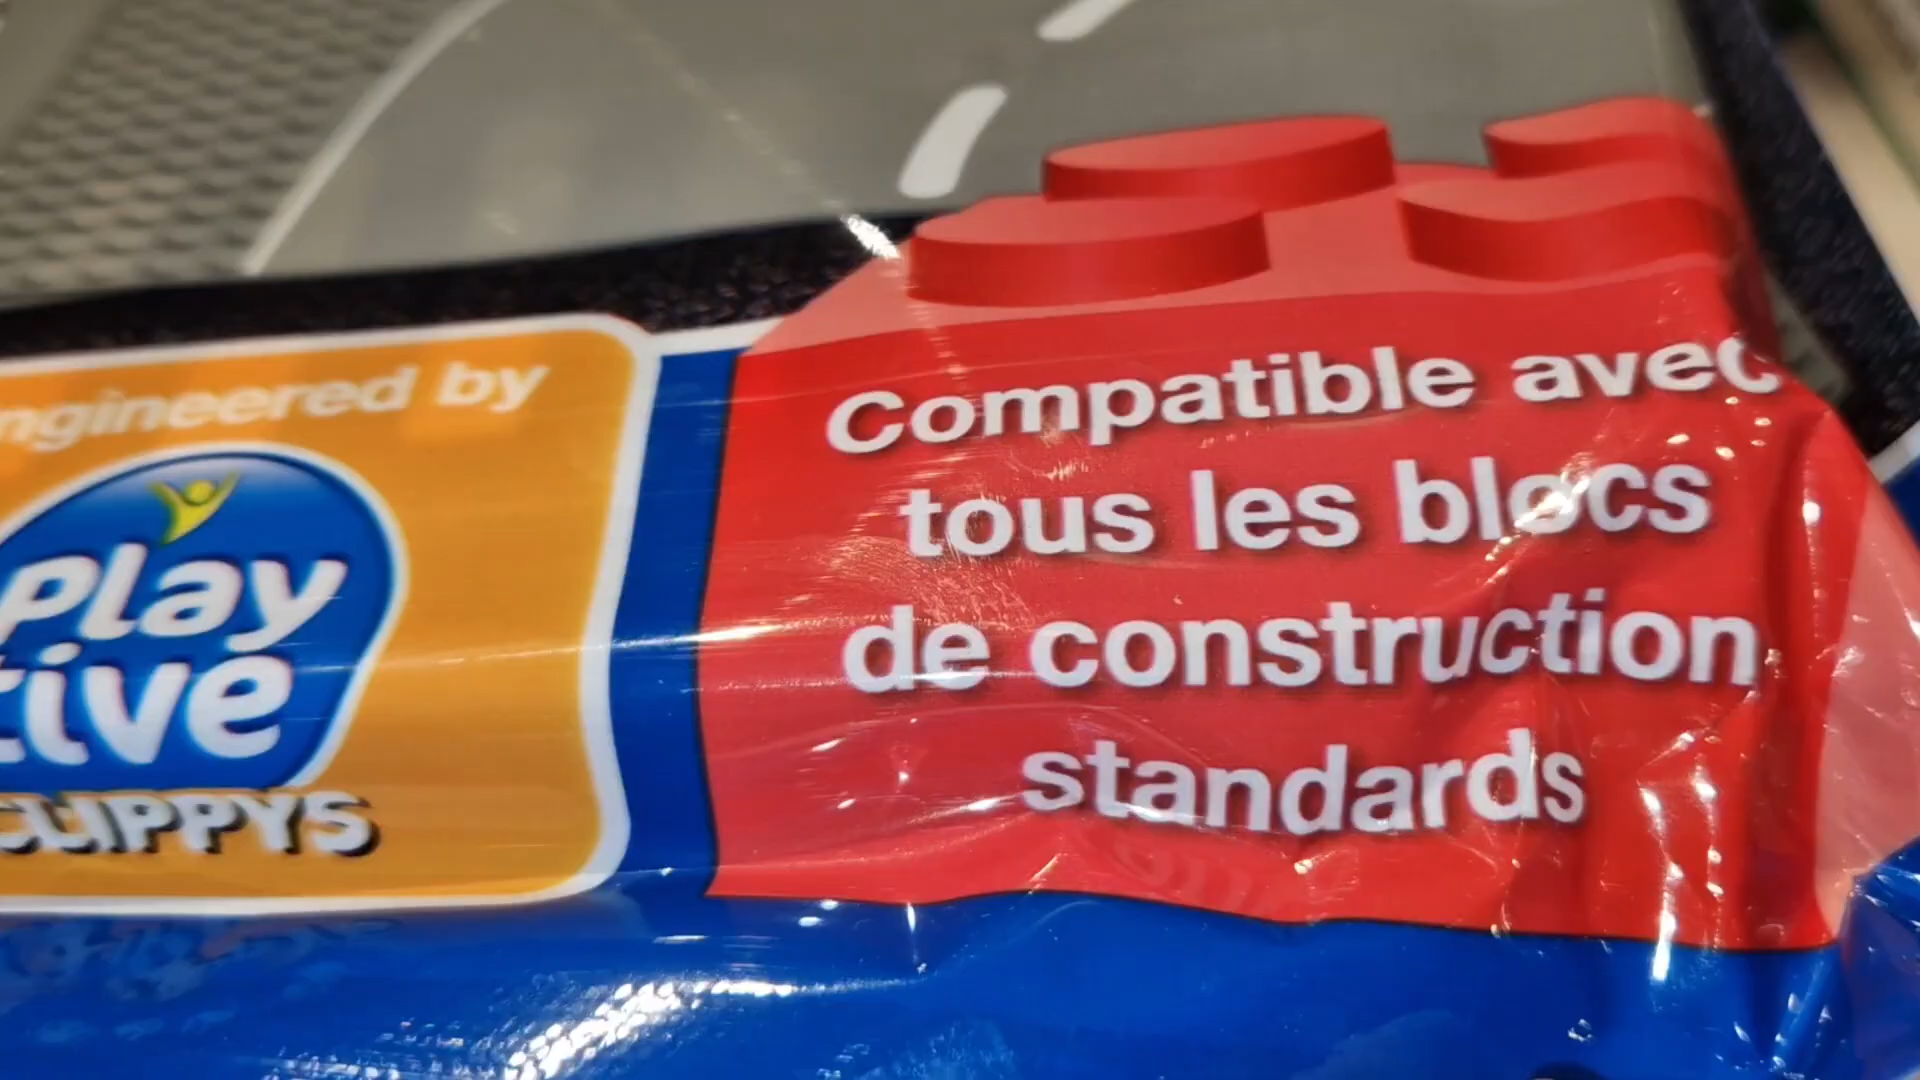 ngineered by
Play
tive
CLIPPYS
Compatible avec
tous les blocs
de construction
standards